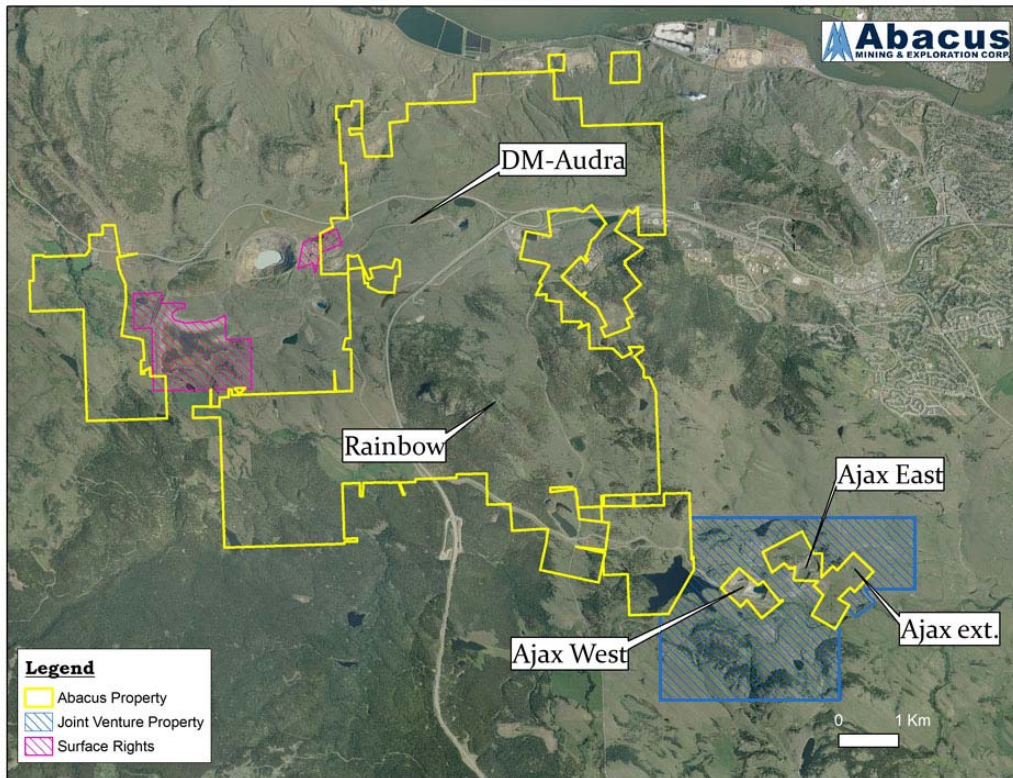 Abacus
MINING & EXPLORATION CORP.
DM-Audra
Rainbow
Ajax East
Ajax West
Ajax ext.
Legend
Abacus Property
Joint Venture Property
Surface Rights
0 1 Km